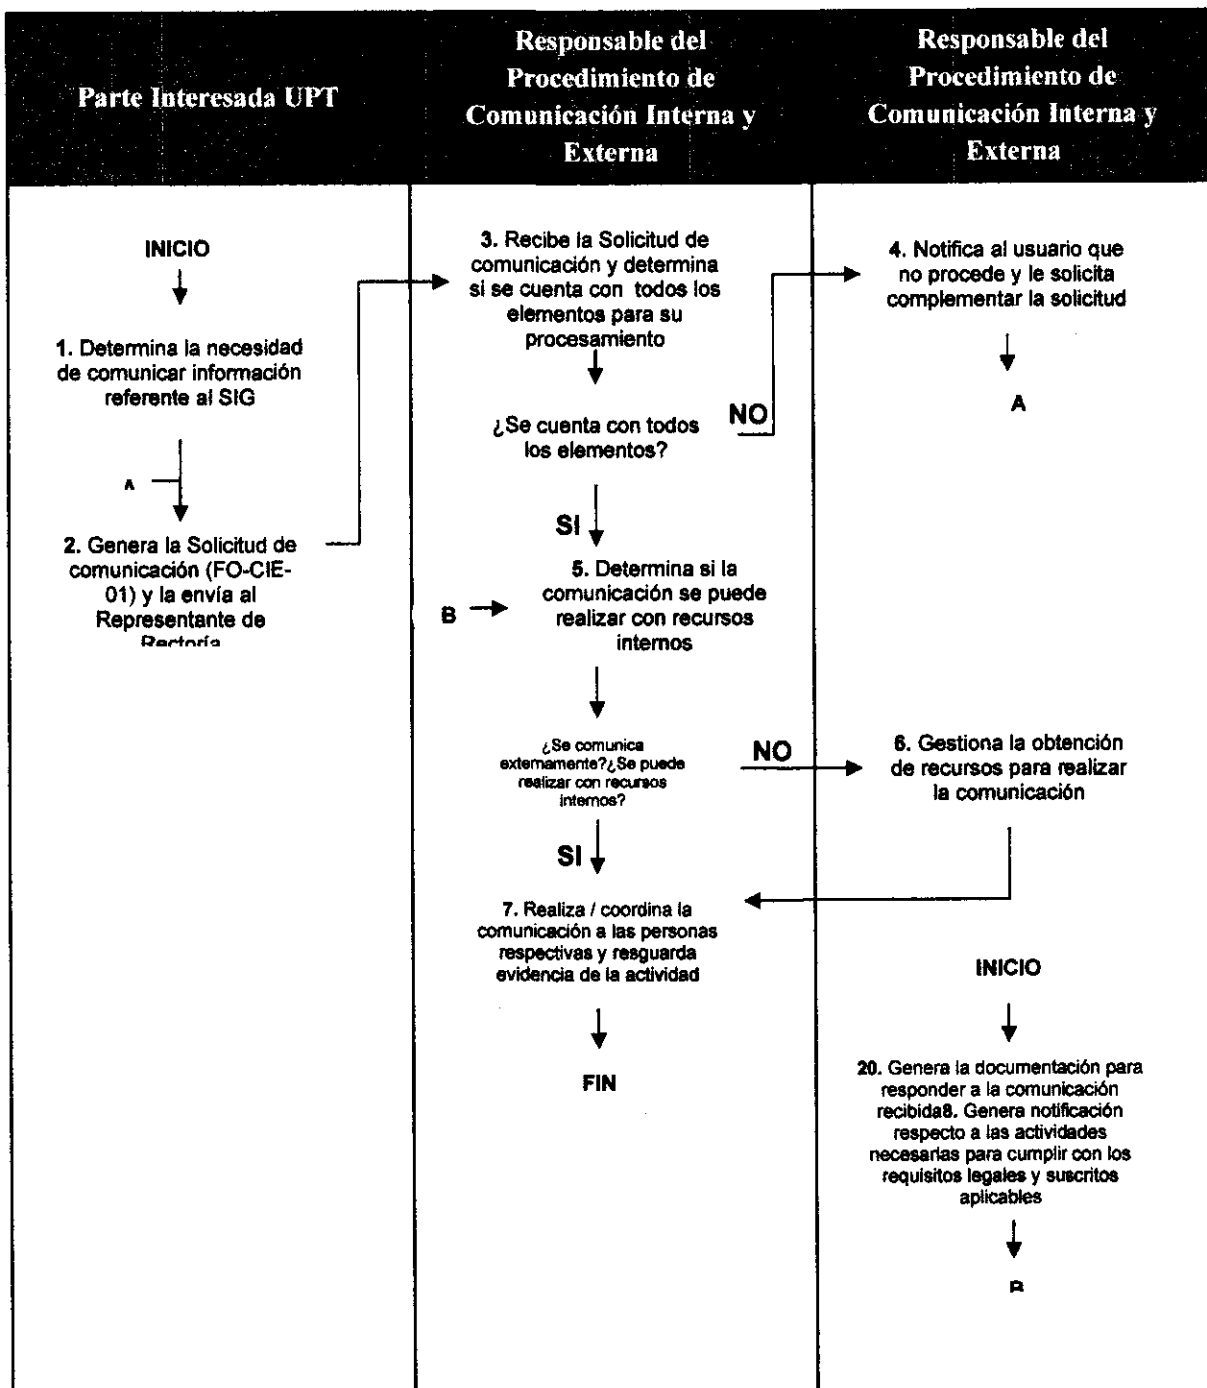 Parte Interesada UPT
Responsable del
Procedimiento de
Comunicación Interna y
Externa
Responsable del
Procedimiento de
Comunicación Interna y
Externa
INICIO
1. Determina la necesidad
de comunicar información
referente al SIG
A
2. Genera la Solicitud de
comunicación (FO-CIE-
01) y la envía al
Representante de
Rectoría
3. Recibe la Solicitud de
comunicación y determina
si se cuenta con todos los
elementos para su
procesamiento
¿Se cuenta con todos
los elementos?
NO
SI
4. Notifica al usuario que
no procede y le solicita
complementar la solicitud
A
B
5. Determina si la
comunicación se puede
realizar con recursos
internos
¿Se comunica
externamente?¿Se puede
realizar con recursos
internos?
NO
SI
6. Gestiona la obtención
de recursos para realizar
la comunicación
7. Realiza / coordina la
comunicación a las personas
respectivas y resguarda
evidencia de la actividad
FIN
INICIO
20. Genera la documentación para
responder a la comunicación
recibida8. Genera notificación
respecto a las actividades
necesarias para cumplir con los
requisitos legales y suscritos
aplicables
B